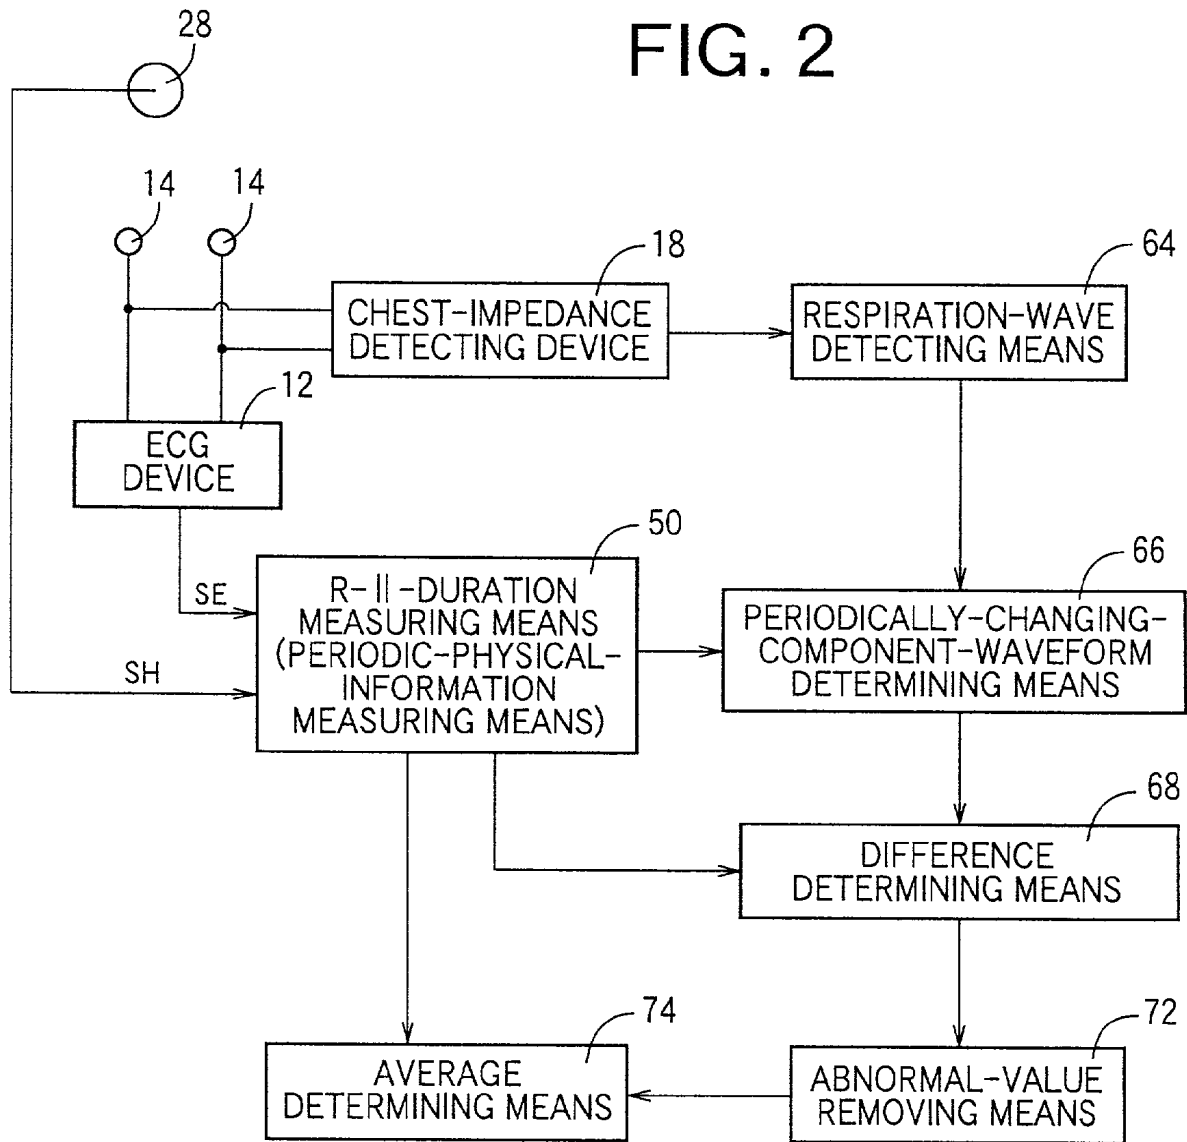 FIG. 2
28
14
14
18
64
CHEST-IMPEDANCE
DETECTING DEVICE
RESPIRATION-WAVE
DETECTING MEANS
12
ECG
DEVICE
50
66
SE
SH
R-II-DURATION
MEASURING MEANS
(PERIODIC-PHYSICAL-
INFORMATION
MEASURING MEANS)
PERIODICALLY-CHANGING-
COMPONENT-WAVEFORM
DETERMINING MEANS
68
DIFFERENCE
DETERMINING MEANS
74
72
AVERAGE
DETERMINING MEANS
ABNORMAL-VALUE
REMOVING MEANS